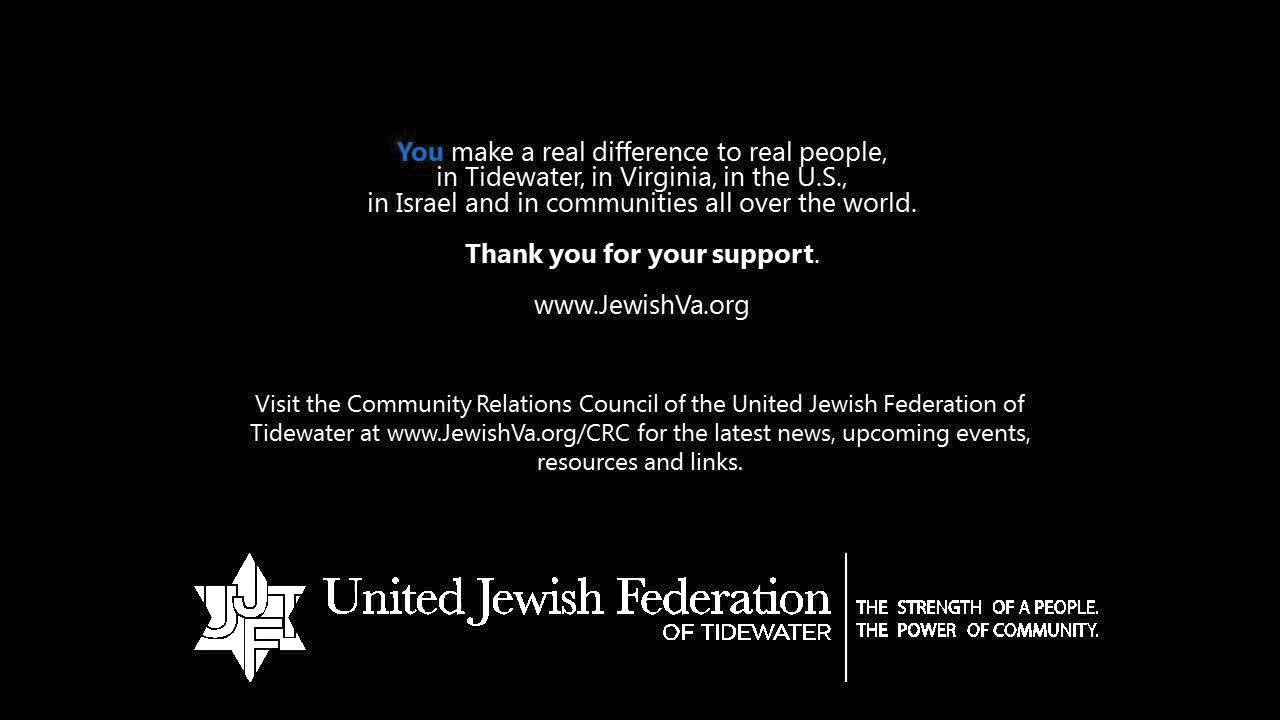 You make a real difference to real people,
in Tidewater, in Virginia, in the U.S.,
in Israel and in communities all over the world.
Thank you for your support.
www.JewishVa.org
Visit the Community Relations Council of the United Jewish Federation of
Tidewater at www.JewishVa.org/CRC for the latest news, upcoming events,
resources and links.
UJFT
United Jewish Federation
OF TIDEWATER
THE STRENGTH OF A PEOPLE.
THE POWER OF COMMUNITY.